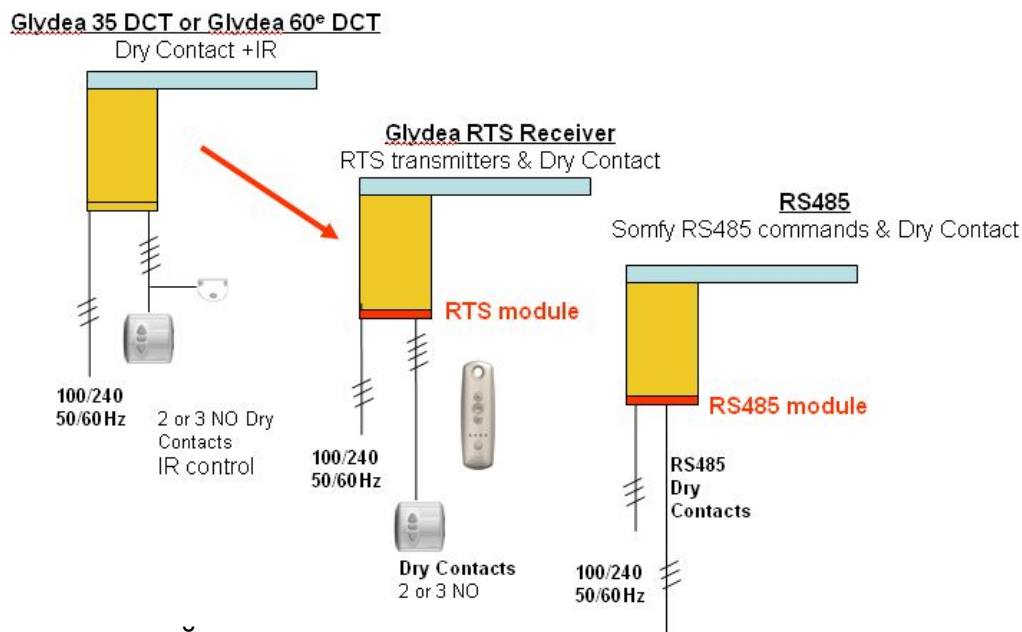 Glydea 35 DCT or Glydea 60e DCT
Dry Contact +IR
100/240
50/60Hz
2 or 3 NO Dry
Contacts
IR control
Glydea RTS Receiver
RTS transmitters & Dry Contact
RTS module
100/240
50/60Hz
Dry Contacts
2 or 3 NO
RS485
Somfy RS485 commands & Dry Contact
RS485 module
RS485
Dry
Contacts
100/240
50/60Hz